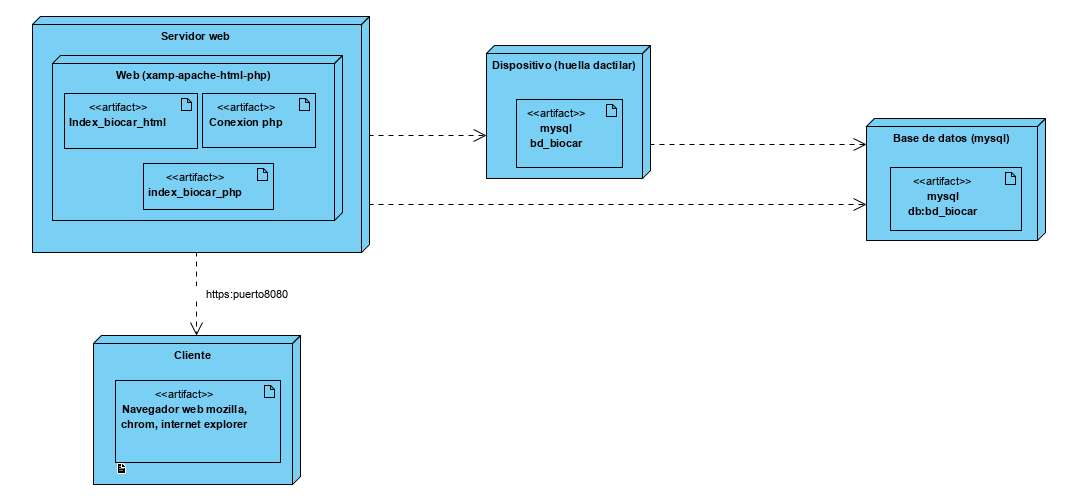 Servidor web
Web (xamp-apache-html-php)
<<artifact>>
Index_biocar_html
<<artifact>>
Conexion php
<<artifact>>
index_biocar_php
Dispositivo (huella dactilar)
<<artifact>>
mysql
bd_biocar
Base de datos (mysql)
<<artifact>>
mysql
db:bd_biocar
https:puerto8080
Cliente
<<artifact>>
Navegador web mozilla,
chrom, internet explorer